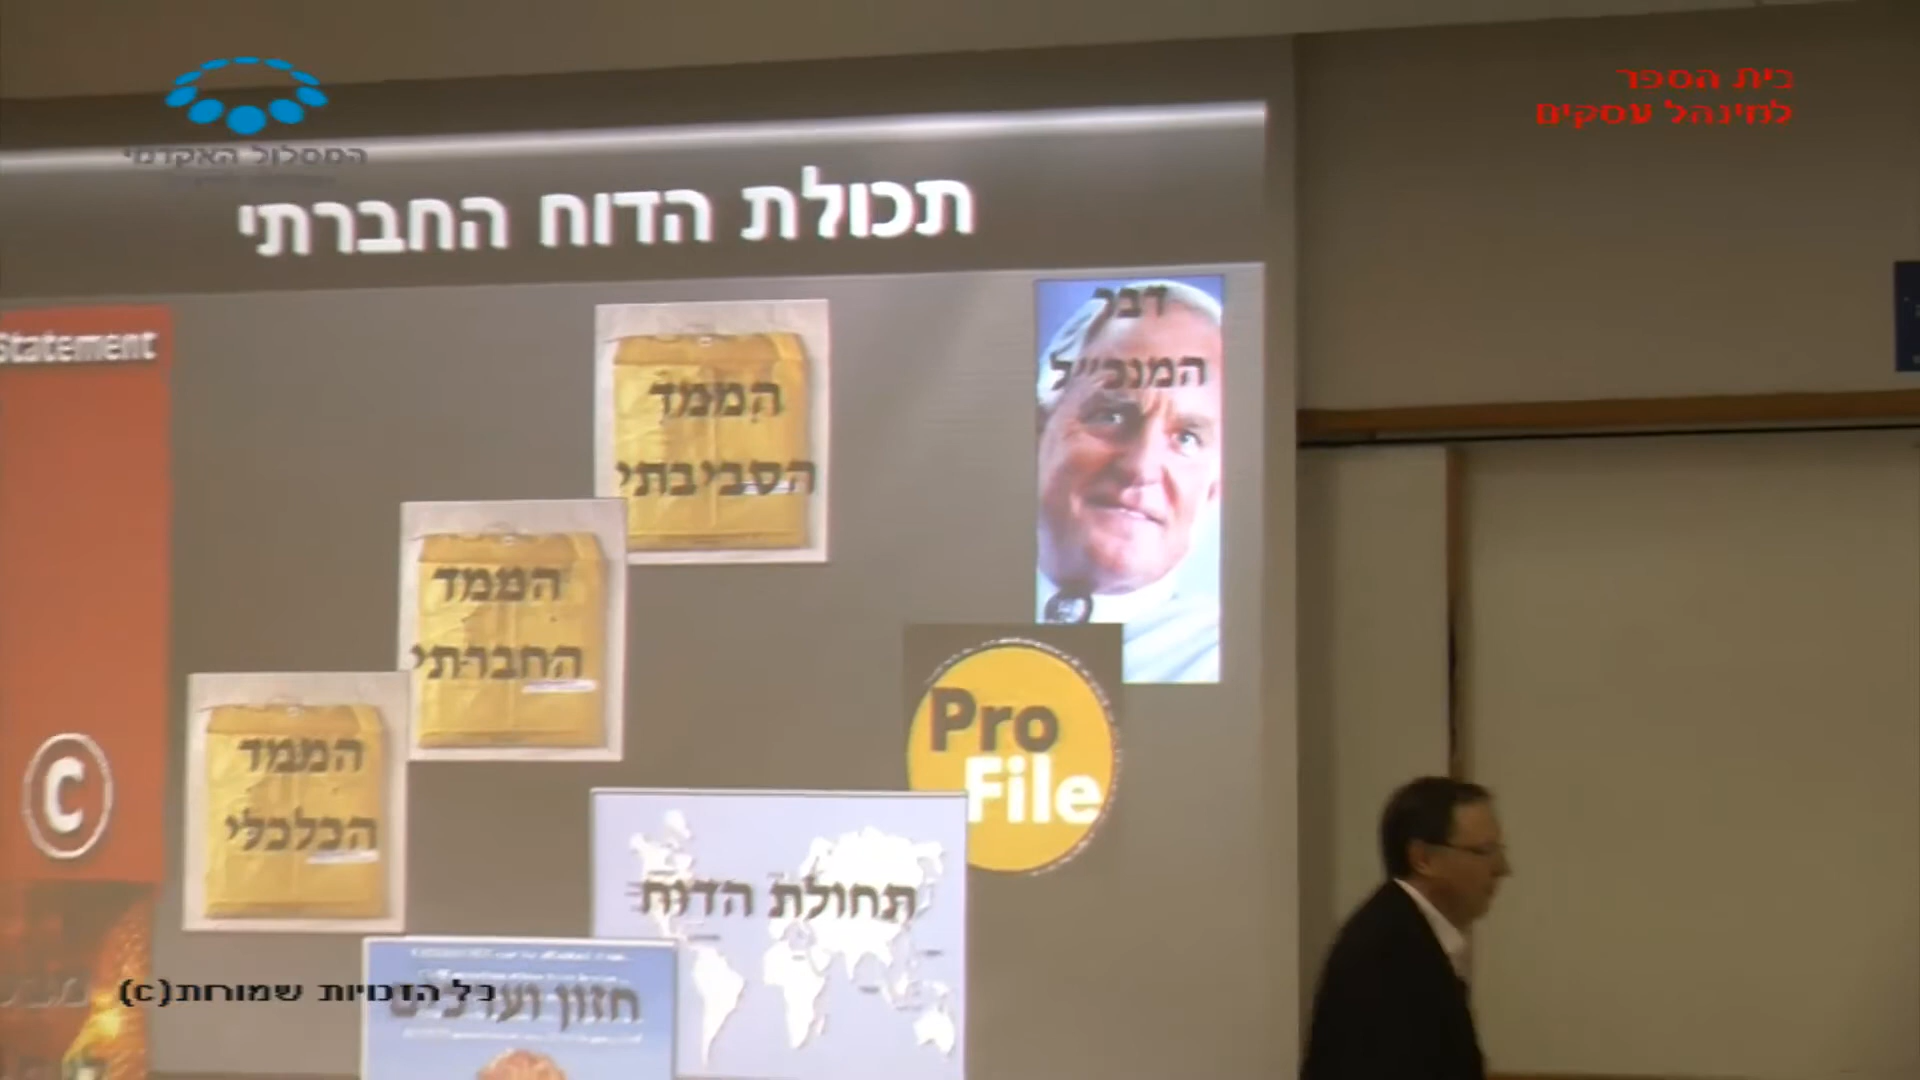 בית הספר
למינהל עסקים
המסלול האקדמי
תכולת הדוח החברתי
דבר
המנכ״ל
Statement
הממד
הסביבתי
הממד
החברתי
Pro
File
הממד
הכלכלי
C
תחולת הדוח
חזון וערכים
כל הזכויות שמורות(c)